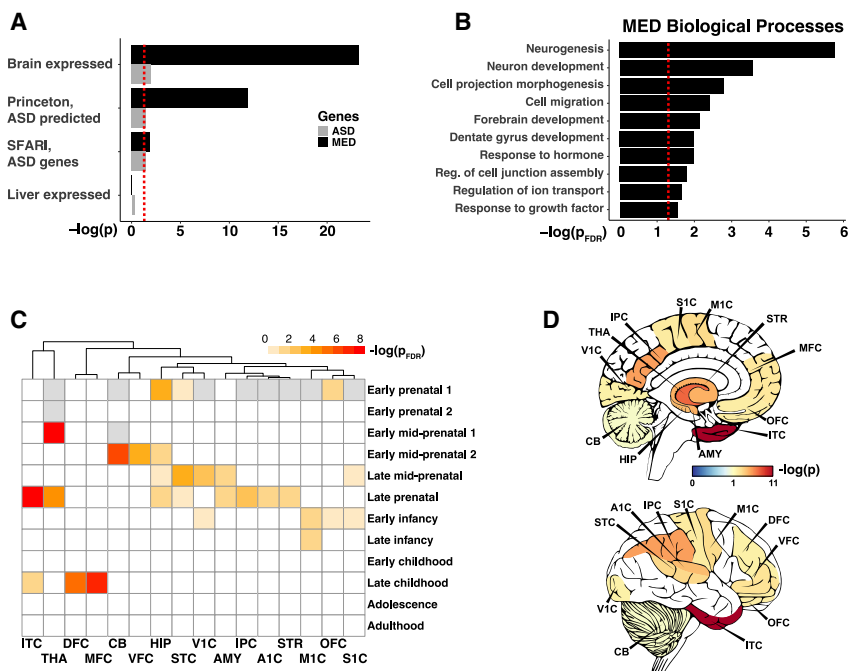 A
Brain expressed
Princeton,
ASD predicted
SFARI,
ASD genes
Liver expressed
Genes
ASD
MED
−log(p)
0 5 10 15 20
B
MED Biological Processes
Neurogenesis
Neuron development
Cell projection morphogenesis
Cell migration
Forebrain development
Dentate gyrus development
Response to hormone
Reg. of cell junction assembly
Regulation of ion transport
Response to growth factor
−log(pFDR)
0 1 2 3 4 5 6
C
0 2 4 6 8
−log(pFDR)
Early prenatal 1
Early prenatal 2
Early mid-prenatal 1
Early mid-prenatal 2
Late mid-prenatal
Late prenatal
Early infancy
Late infancy
Early childhood
Late childhood
Adolescence
Adulthood
ITC DFC CB HIP V1C IPC STR OFC
THA MFC VFC STC AMY A1C M1C S1C
D
S1C
M1C
IPC
STR
THA
MFC
V1C
OFC
CB
ITC
HIP
AMY
−log(p)
0 1 11
IPC
S1C
A1C
M1C
STC
DFC
VFC
V1C
OFC
CB
ITC